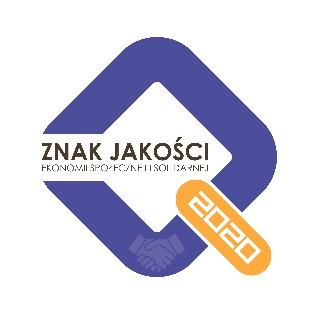 ZNAK JAKOŚCI
EKONOMII SPOŁECZNEJ I SOLIDARNEJ
2020